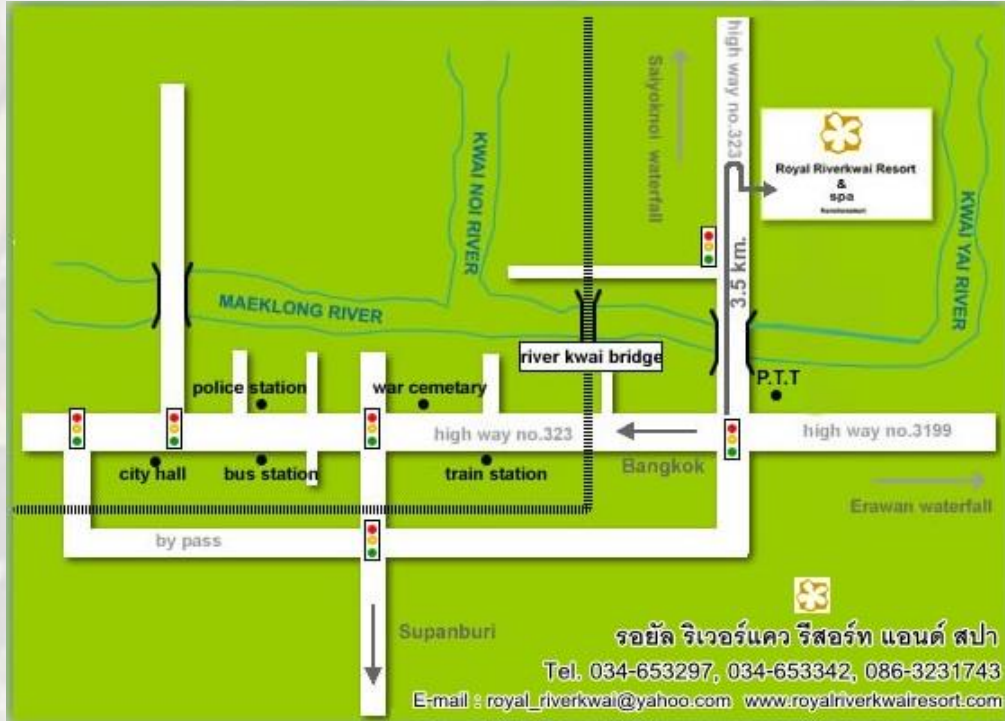 high way no.323
Saiyoknoi waterfall
Royal Riverkwai Resort
&
spa
Kanchanaburi
KWAI NOI RIVER
KWAI YAI RIVER
MAEKLONG RIVER
3.5 km.
river kwai bridge
P.T.T
police station
war cemetary
high way no.323
high way no.3199
city hall
bus station
train station
Bangkok
Erawan waterfall
by pass
Supanburi
รอยัล ริเวอร์แคว รีสอร์ท แอนด์ สปา
Tel. 034-653297, 034-653342, 086-3231743
E-mail : royal_riverkwai@yahoo.com www.royalriverkwairesort.com